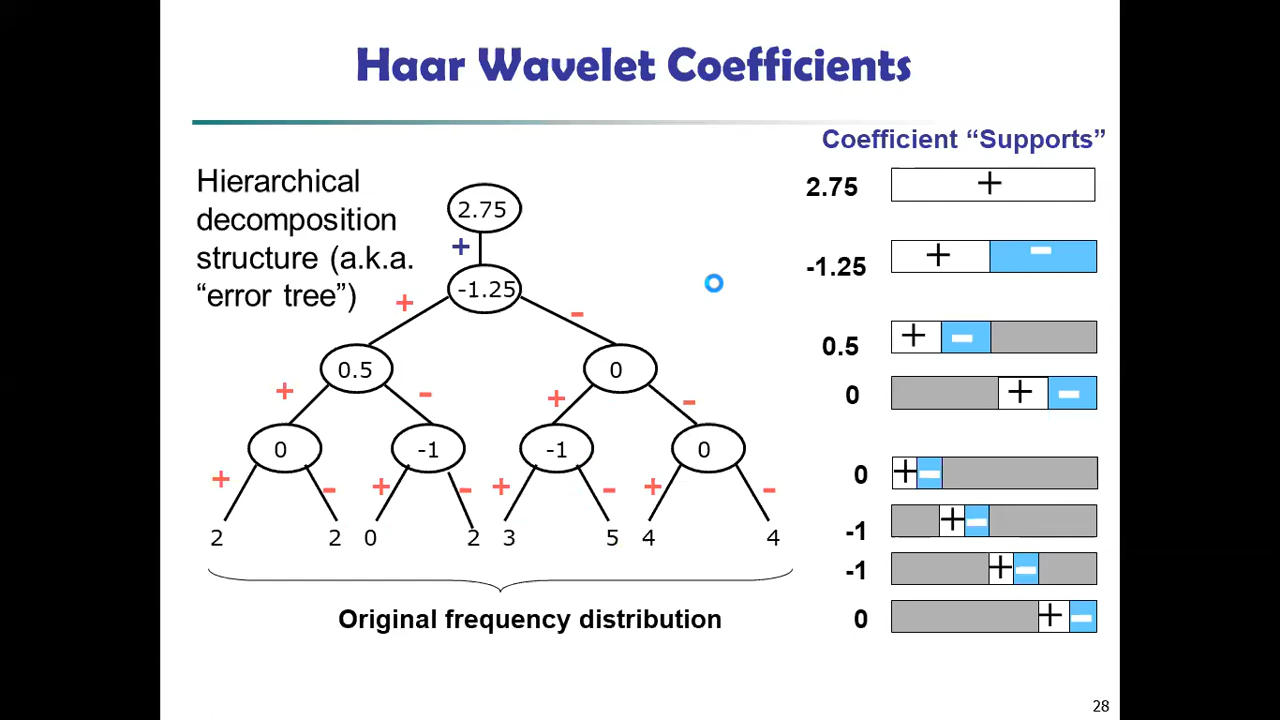 Haar Wavelet Coefficients
Coefficient “Supports”
Hierarchical
decomposition
structure (a.k.a.
“error tree”)
2.75
+
-1.25
+ -
0.5 0
+ - + -
0 -1 -1 0
+ - + - + - + -
2 2 0 2 3 5 4 4
Original frequency distribution
2.75 +
-1.25 + -
0.5 + -
0 + -
0 + -
-1 + -
-1 + -
0 + -
28